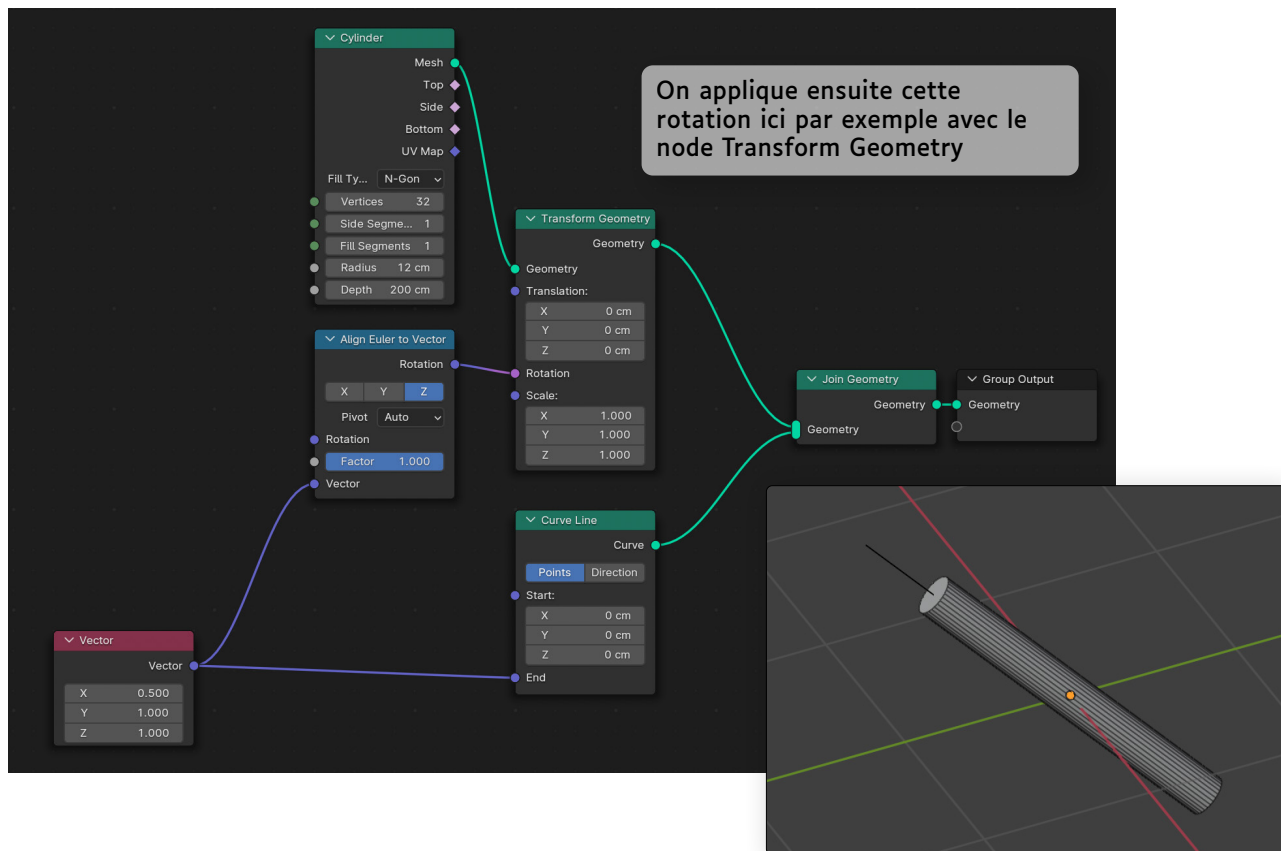 Cylinder
Mesh
Top
Side
Bottom
UV Map
Fill Ty... N-Gon
Vertices 32
Side Segme... 1
Fill Segments 1
Radius 12 cm
Depth 200 cm
On applique ensuite cette
rotation ici par exemple avec le
node Transform Geometry
Transform Geometry
Geometry
Geometry
Translation:
X 0 cm
Y 0 cm
Z 0 cm
Rotation
Scale:
X 1.000
Y 1.000
Z 1.000
Align Euler to Vector
Rotation
X Y Z
Pivot Auto
Rotation
Factor 1.000
Vector
Join Geometry
Geometry
Geometry
Group Output
Geometry
Curve Line
Curve
Points Direction
Start:
X 0 cm
Y 0 cm
Z 0 cm
End
Vector
Vector
X 0.500
Y 1.000
Z 1.000